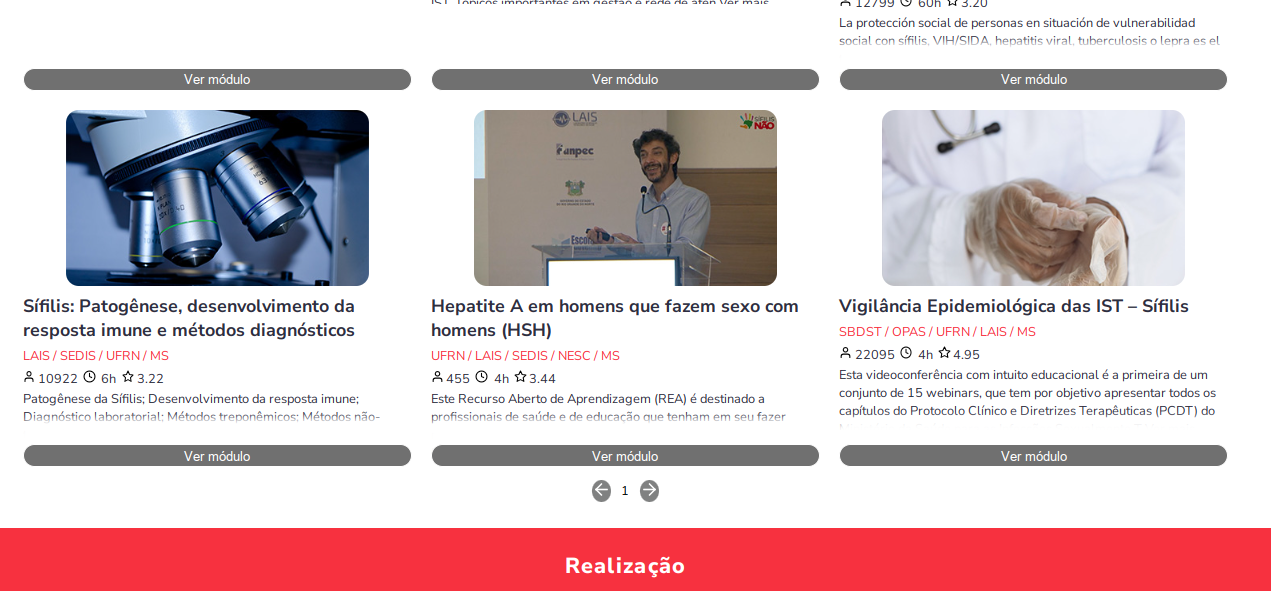 IST. Tópicos importantes em gestão e rede de aten Ver mais
12799 60h 3.20
La protección social de personas en situación de vulnerabilidad
social con sífilis, VIH/SIDA, hepatitis viral, tuberculosis o lepra es el
Ver módulo
Ver módulo
Ver módulo
LAIS
anpec
SÍFILIS
NÃO
Sífilis: Patogênese, desenvolvimento da
resposta imune e métodos diagnósticos
LAIS / SEDIS / UFRN / MS
10922 6h 3.22
Patogênese da Sífilis; Desenvolvimento da resposta imune;
Diagnóstico laboratorial; Métodos treponêmicos; Métodos não-
Ver módulo
Hepatite A em homens que fazem sexo com
homens (HSH)
UFRN / LAIS / SEDIS / NESC / MS
455 4h 3.44
Este Recurso Aberto de Aprendizagem (REA) é destinado a
profissionais de saúde e de educação que tenham em seu fazer
Ver módulo
Vigilância Epidemiológica das IST – Sífilis
SBDST / OPAS / UFRN / LAIS / MS
22095 4h 4.95
Esta videoconferência com intuito educacional é a primeira de um
conjunto de 15 webinars, que tem por objetivo apresentar todos os
capítulos do Protocolo Clínico e Diretrizes Terapêuticas (PCDT) do
Ver módulo
1
Realização